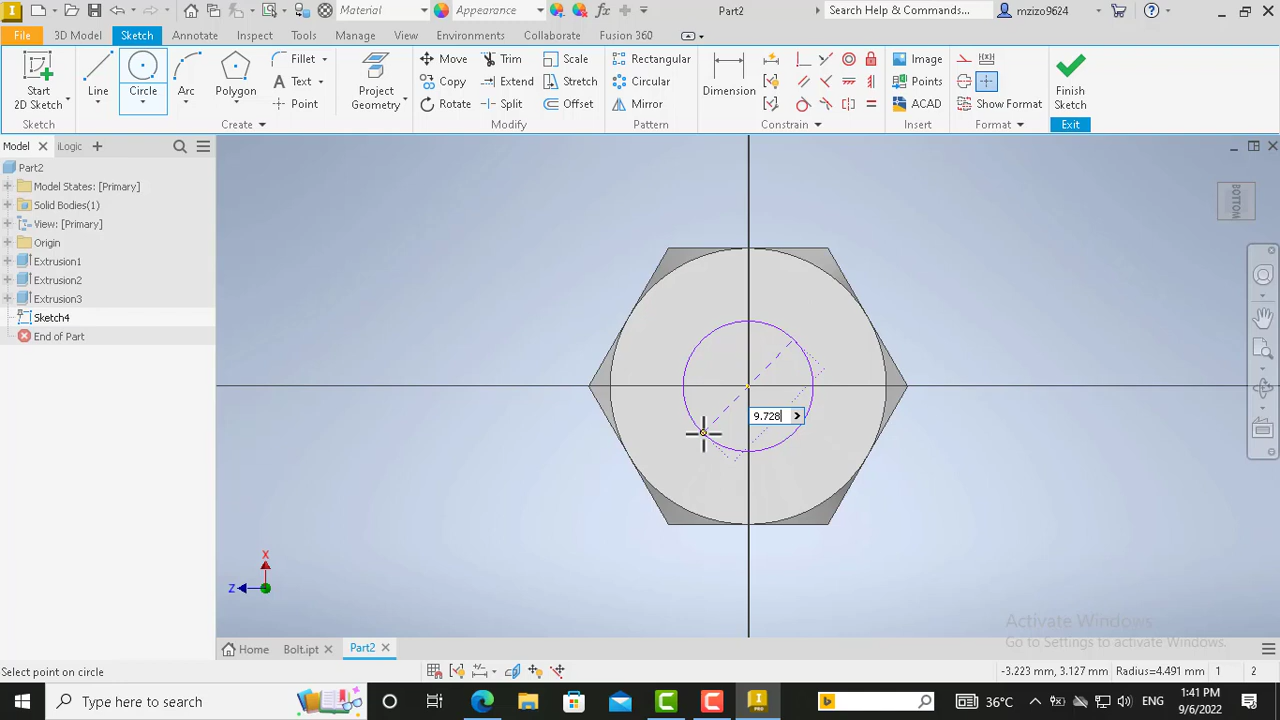 Material
Appearance
Part2
Search Help & Commands...
mzizo9624
File
3D Model
Sketch
Annotate
Inspect
Tools
Manage
View
Environments
Collaborate
Fusion 360
Start
2D Sketch
Line
Circle
Arc
Polygon
Fillet
Text
Point
Project
Geometry
Move
Copy
Rotate
Trim
Extend
Split
Scale
Stretch
Offset
Rectangular
Circular
Mirror
Dimension
Image
Points
ACAD
Show Format
Finish
Sketch
Sketch
Create
Modify
Pattern
Constrain
Insert
Format
Exit
Model
iLogic
Part2
Model States: [Primary]
Solid Bodies(1)
View: [Primary]
Origin
Extrusion1
Extrusion2
Extrusion3
Sketch4
End of Part
BOTTOM
9.728
X
Z
Activate Windows
Go to Settings to activate Windows.
Home
Bolt.ipt
Part2
Select point on circle
-3.223 mm, 3.127 mm
Radius=4.491 mm
1
2
Type here to search
PRO
36°C
ENG
1:41 PM
9/6/2022